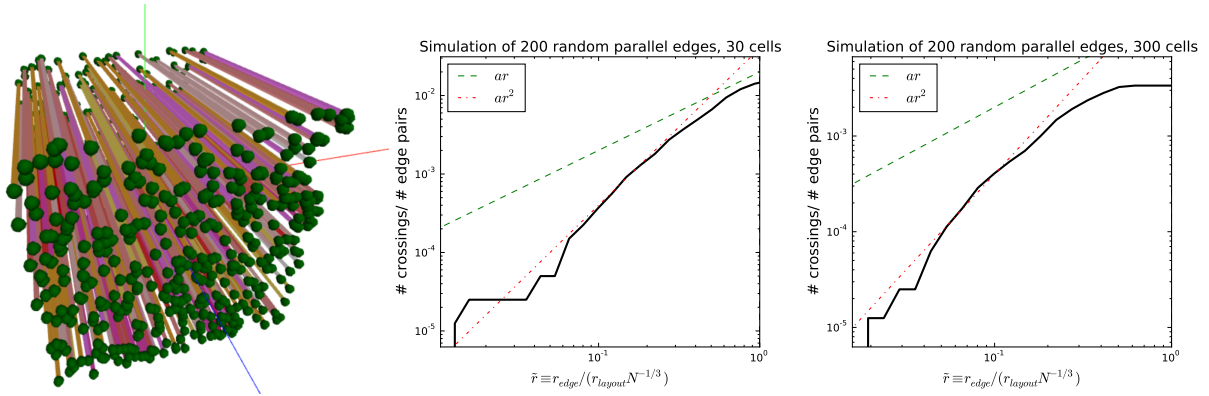 Simulation of 200 random parallel edges, 30 cells
ar
ar²
# crossings/ # edge pairs
10⁻²
10⁻³
10⁻⁴
10⁻⁵
10⁻¹
10⁰
r̃ ≡ r_edge/(r_layout N^−1/3)
Simulation of 200 random parallel edges, 300 cells
ar
ar²
# crossings/ # edge pairs
10⁻³
10⁻⁴
10⁻⁵
10⁻¹
10⁰
r̃ ≡ r_edge/(r_layout N^−1/3)